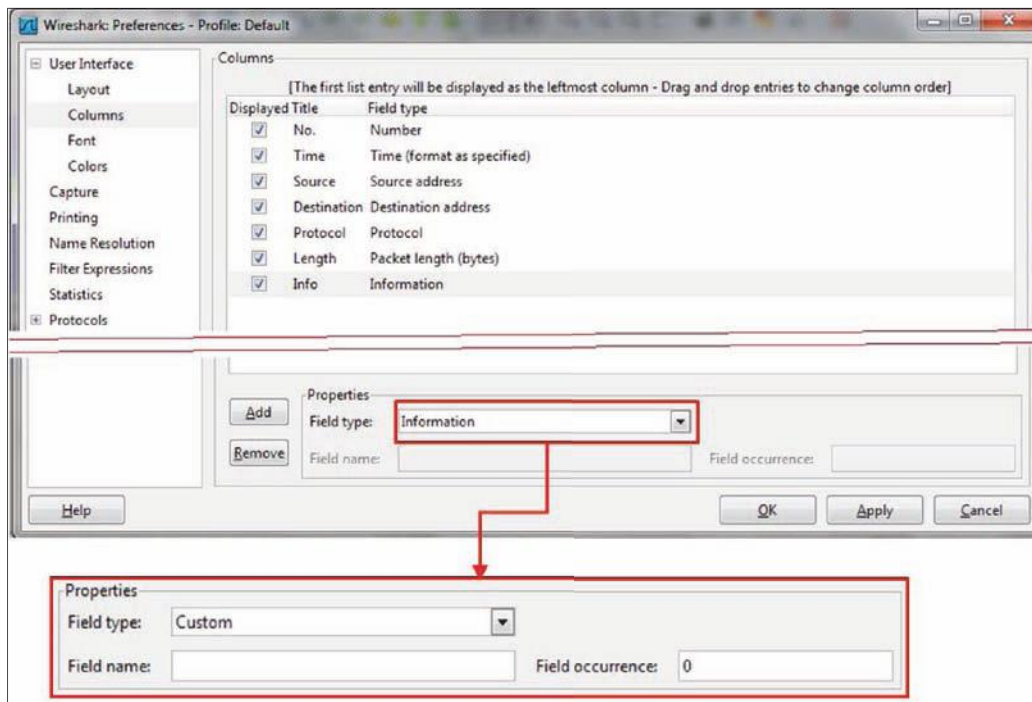 Wireshark: Preferences - Profile: Default
User Interface
Layout
Columns
Font
Colors
Capture
Printing
Name Resolution
Filter Expressions
Statistics
Protocols
Columns
[The first list entry will be displayed as the leftmost column - Drag and drop entries to change column order]
Displayed Title Field type
No. Number
Time Time (format as specified)
Source Source address
Destination Destination address
Protocol Protocol
Length Packet length (bytes)
Info Information
Add
Remove
Properties
Field type: Information
Field name: Field occurrence:
Help
OK Apply Cancel
Properties
Field type: Custom
Field name: Field occurrence: 0